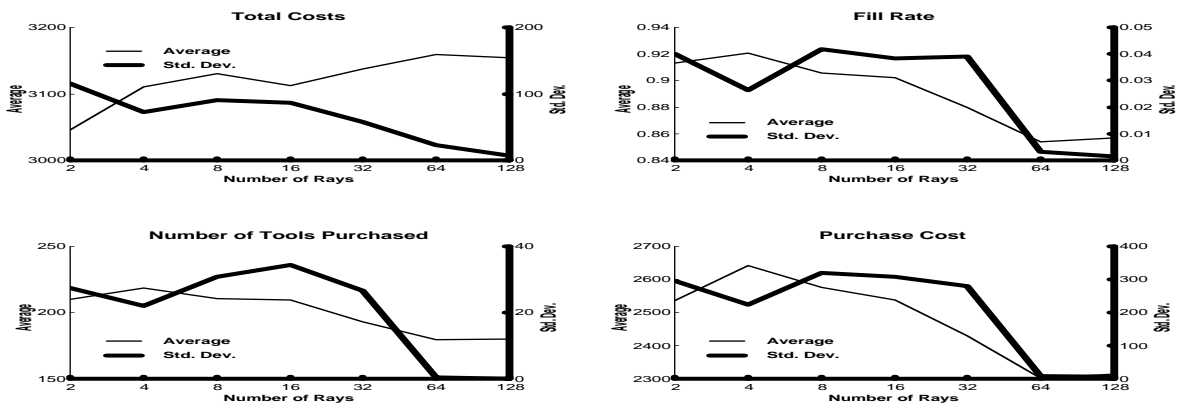 Total Costs
3200
3100
3000
Average
Average
Std. Dev.
200
100
0
Std. Dev.
2 4 8 16 32 64 128
Number of Rays
Fill Rate
0.94
0.92
0.9
0.88
0.86
0.84
Average
Average
Std. Dev.
0.05
0.04
0.03
0.02
0.01
0
Std. Dev.
2 4 8 16 32 64 128
Number of Rays
Number of Tools Purchased
250
200
150
Average
Average
Std. Dev.
40
20
0
Std. Dev.
2 4 8 16 32 64 128
Number of Rays
Purchase Cost
2700
2600
2500
2400
2300
Average
Average
Std. Dev.
400
300
200
100
0
Std. Dev.
2 4 8 16 32 64 128
Number of Rays